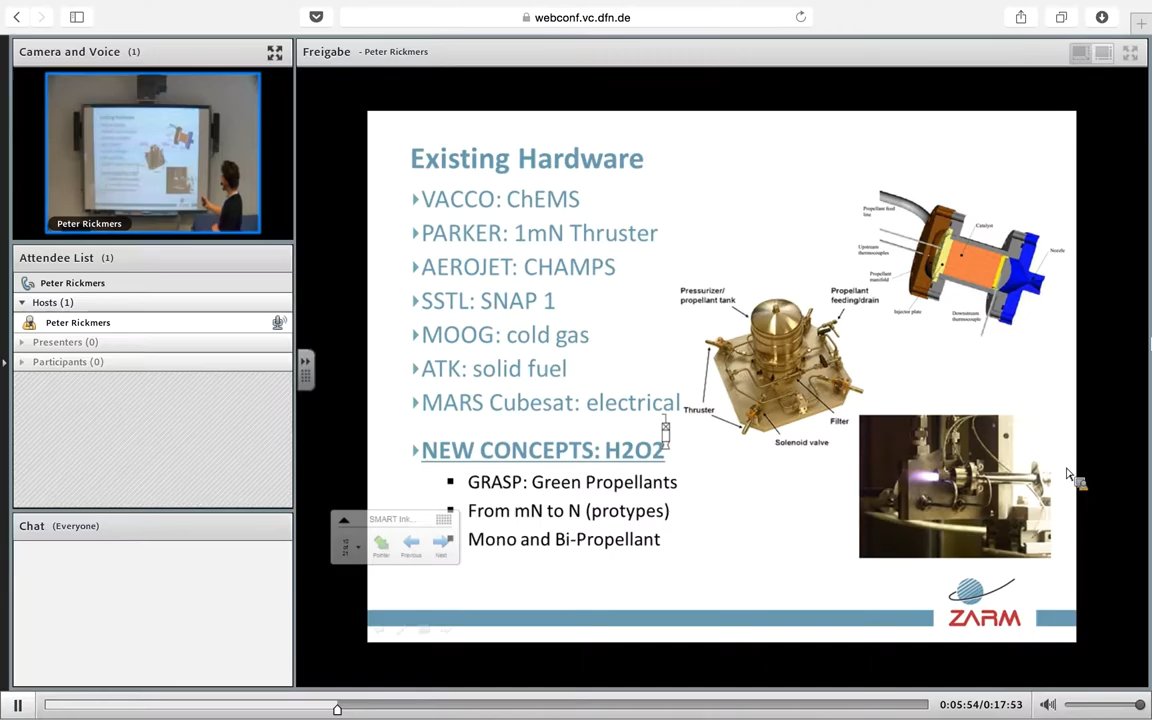 webconf.vc.dfn.de
Camera and Voice (1)
Peter Rickmers
Attendee List (1)
Peter Rickmers
Hosts (1)
Peter Rickmers
Presenters (0)
Participants (0)
Chat (Everyone)
Freigabe - Peter Rickmers
Existing Hardware
VACCO: ChEMS
PARKER: 1mN Thruster
AEROJET: CHAMPS
SSTL: SNAP 1
MOOG: cold gas
ATK: solid fuel
MARS Cubesat: electrical
NEW CONCEPTS: H2O2
GRASP: Green Propellants
From mN to N (protypes)
Mono and Bi-Propellant
Pressurizer/
propellant tank
Propellant
feeding/drain
Thruster
Filter
Solenoid valve
Propellant feed
line
Catalyst
Upstream
thermocouples
Nozzle
Propellant
manifold
Injector plate
Downstream
thermocouple
SMART Ink...
Pointer
Previous
Next
ZARM
0:05:54/0:17:53